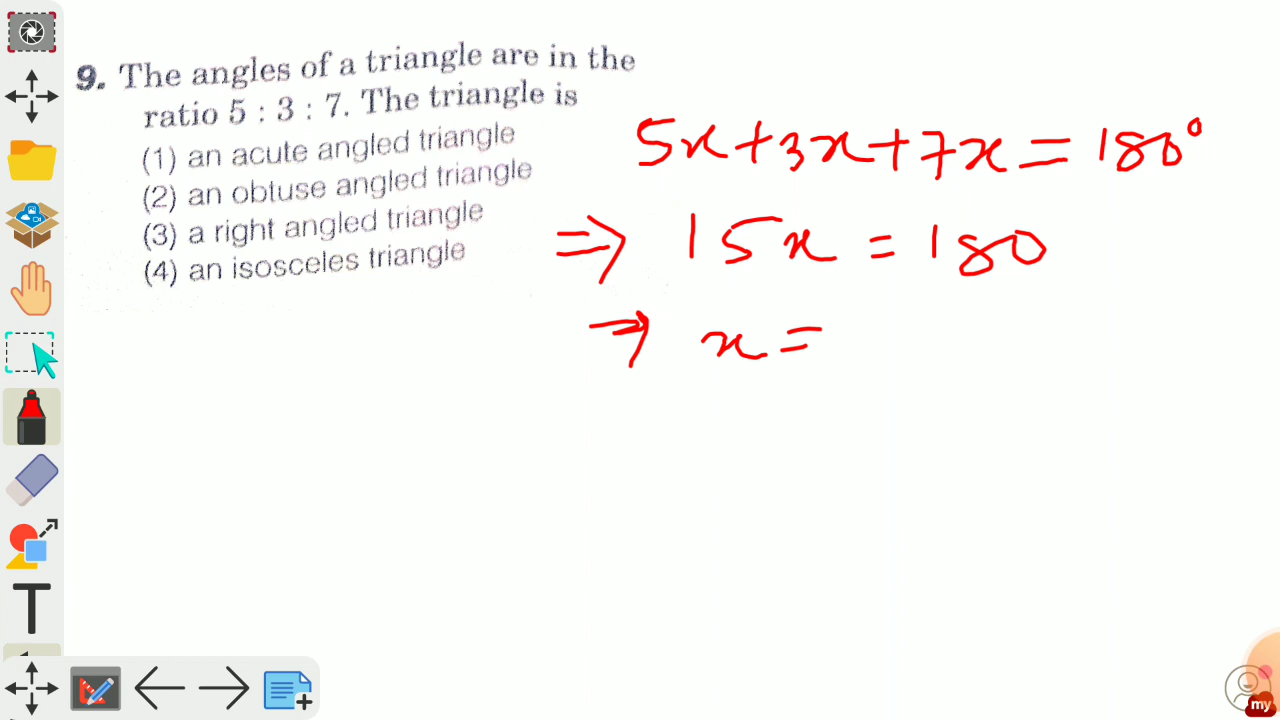 9. The angles of a triangle are in the
ratio 5 : 3 : 7. The triangle is
(1) an acute angled triangle
(2) an obtuse angled triangle
(3) a right angled triangle
(4) an isosceles triangle
5x+3x+7x=180°
⇒ 15x=180
⇒ x=
T
my